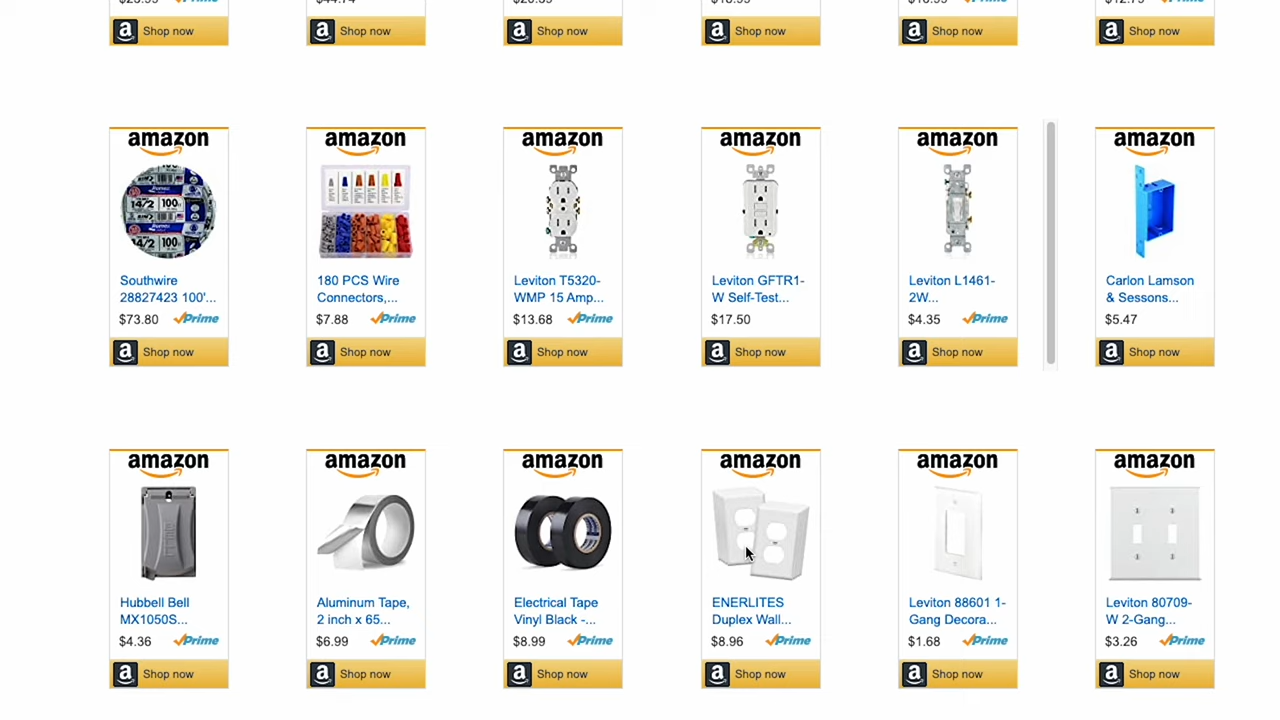 Shop now
Shop now
Shop now
Shop now
Shop now
Shop now
amazon
amazon
amazon
amazon
amazon
amazon
14/2 100'
14/2 100'
Southwire
28827423 100'...
$73.80 Prime
Shop now
180 PCS Wire
Connectors,...
$7.88 Prime
Shop now
Leviton T5320-
WMP 15 Amp...
$13.68 Prime
Shop now
Leviton GFTR1-
W Self-Test...
$17.50
Shop now
Leviton L1461-
2W...
$4.35 Prime
Shop now
Carlon Lamson
& Sessons...
$5.47
Shop now
amazon
amazon
amazon
amazon
amazon
amazon
Hubbell Bell
MX1050S...
$4.36 Prime
Shop now
Aluminum Tape,
2 inch x 65...
$6.99 Prime
Shop now
Electrical Tape
Vinyl Black -...
$8.99 Prime
Shop now
ENERLITES
Duplex Wall...
$8.96 Prime
Shop now
Leviton 88601 1-
Gang Decora...
$1.68 Prime
Shop now
Leviton 80709-
W 2-Gang...
$3.26 Prime
Shop now